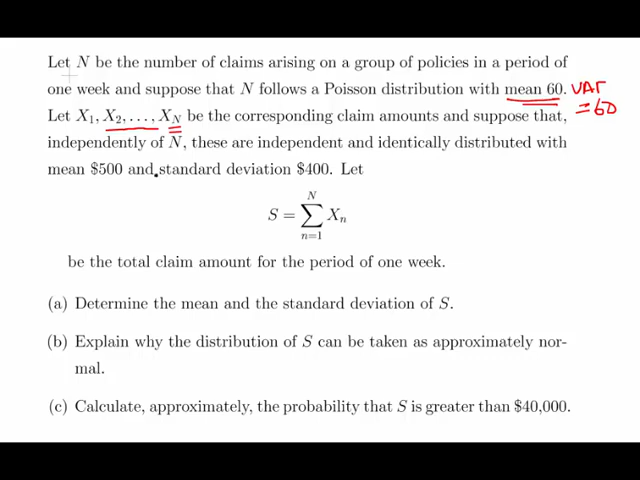 Let N be the number of claims arising on a group of policies in a period of
one week and suppose that N follows a Poisson distribution with mean 60. VAR
Let X₁, X₂, . . . , X_N be the corresponding claim amounts and suppose that, = 60
independently of N, these are independent and identically distributed with
mean $500 and standard deviation $400. Let
S = \sum_{n=1}^{N} X_n
be the total claim amount for the period of one week.
(a) Determine the mean and the standard deviation of S.
(b) Explain why the distribution of S can be taken as approximately nor-
mal.
(c) Calculate, approximately, the probability that S is greater than $40,000.